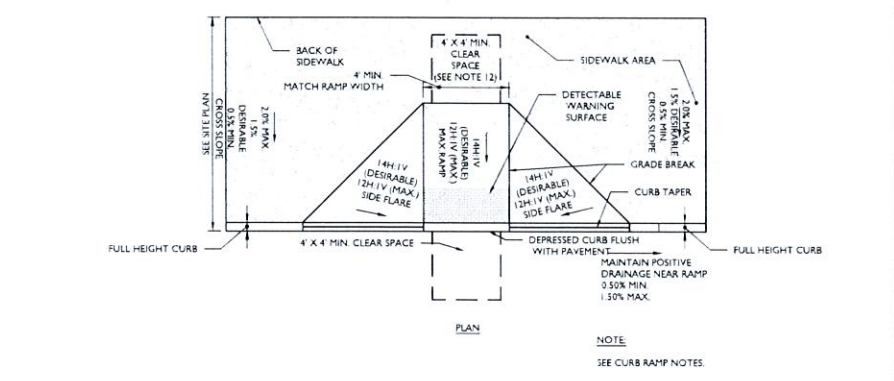 BACK OF
SIDEWALK
4' X 4' MIN.
CLEAR
SPACE
(SEE NOTE 12)
SIDEWALK AREA
4' MIN.
MATCH RAMP WIDTH
DETECTABLE
WARNING
SURFACE
SEE SITE PLAN
CROSS SLOPE
0.5% MIN.
DESIRABLE
1.5%
2.0% MAX.
14H:1V
(DESIRABLE)
12H:1V (MAX.)
MAX RAMP
2.0% MAX.
1.5% DESIRABLE
0.5% MIN.
CROSS SLOPE
14H:1V
(DESIRABLE)
12H:1V (MAX.)
SIDE FLARE
14H:1V
(DESIRABLE)
12H:1V (MAX.)
SIDE FLARE
GRADE BREAK
CURB TAPER
FULL HEIGHT CURB
4' X 4' MIN. CLEAR SPACE
DEPRESSED CURB FLUSH
WITH PAVEMENT
FULL HEIGHT CURB
MAINTAIN POSITIVE
DRAINAGE NEAR RAMP
0.50% MIN.
1.50% MAX.
PLAN
NOTE:
SEE CURB RAMP NOTES.